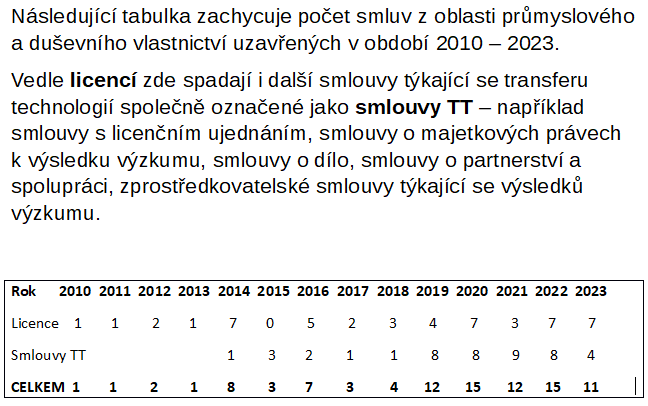 Následující tabulka zachycuje počet smluv z oblasti průmyslového
a duševního vlastnictví uzavřených v období 2010 – 2023.
Vedle licencí zde spadají i další smlouvy týkající se transferu
technologií společně označené jako smlouvy TT – například
smlouvy s licenčním ujednáním, smlouvy o majetkových právech
k výsledku výzkumu, smlouvy o dílo, smlouvy o partnerství a
spolupráci, zprostředkovatelské smlouvy týkající se výsledků
výzkumu.
Rok 2010 2011 2012 2013 2014 2015 2016 2017 2018 2019 2020 2021 2022 2023
Licence 1 1 2 1 7 0 5 2 3 4 7 3 7 7
Smlouvy TT 1 3 2 1 1 8 8 9 8 4
CELKEM 1 1 2 1 8 3 7 3 4 12 15 12 15 11